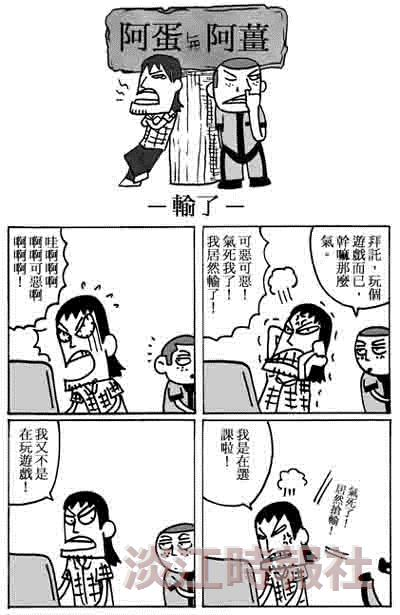 阿蛋與阿薑
—輸了—
哇啊啊啊
啊啊可惡啊
啊啊啊！
可惡可惡！
氣死我了！
我居然輸了！
拜託，玩個
遊戲而已，
幹嘛那麼
氣。
我又不是
在玩遊戲！
我是在選
課啦！
氣死了！
居然搶輸！
淡江時報社